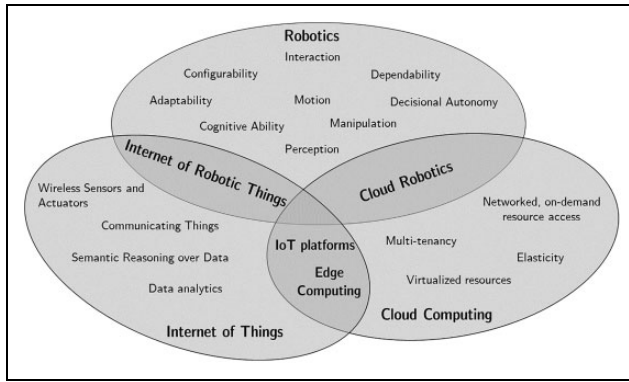 Robotics
Interaction
Configurability
Dependability
Adaptability
Motion
Decisional Autonomy
Cognitive Ability
Manipulation
Perception
Internet of Robotic Things
Cloud Robotics
Wireless Sensors and
Actuators
Communicating Things
Semantic Reasoning over Data
Data analytics
Internet of Things
IoT platforms
Edge
Computing
Networked, on-demand
resource access
Multi-tenancy
Elasticity
Virtualized resources
Cloud Computing